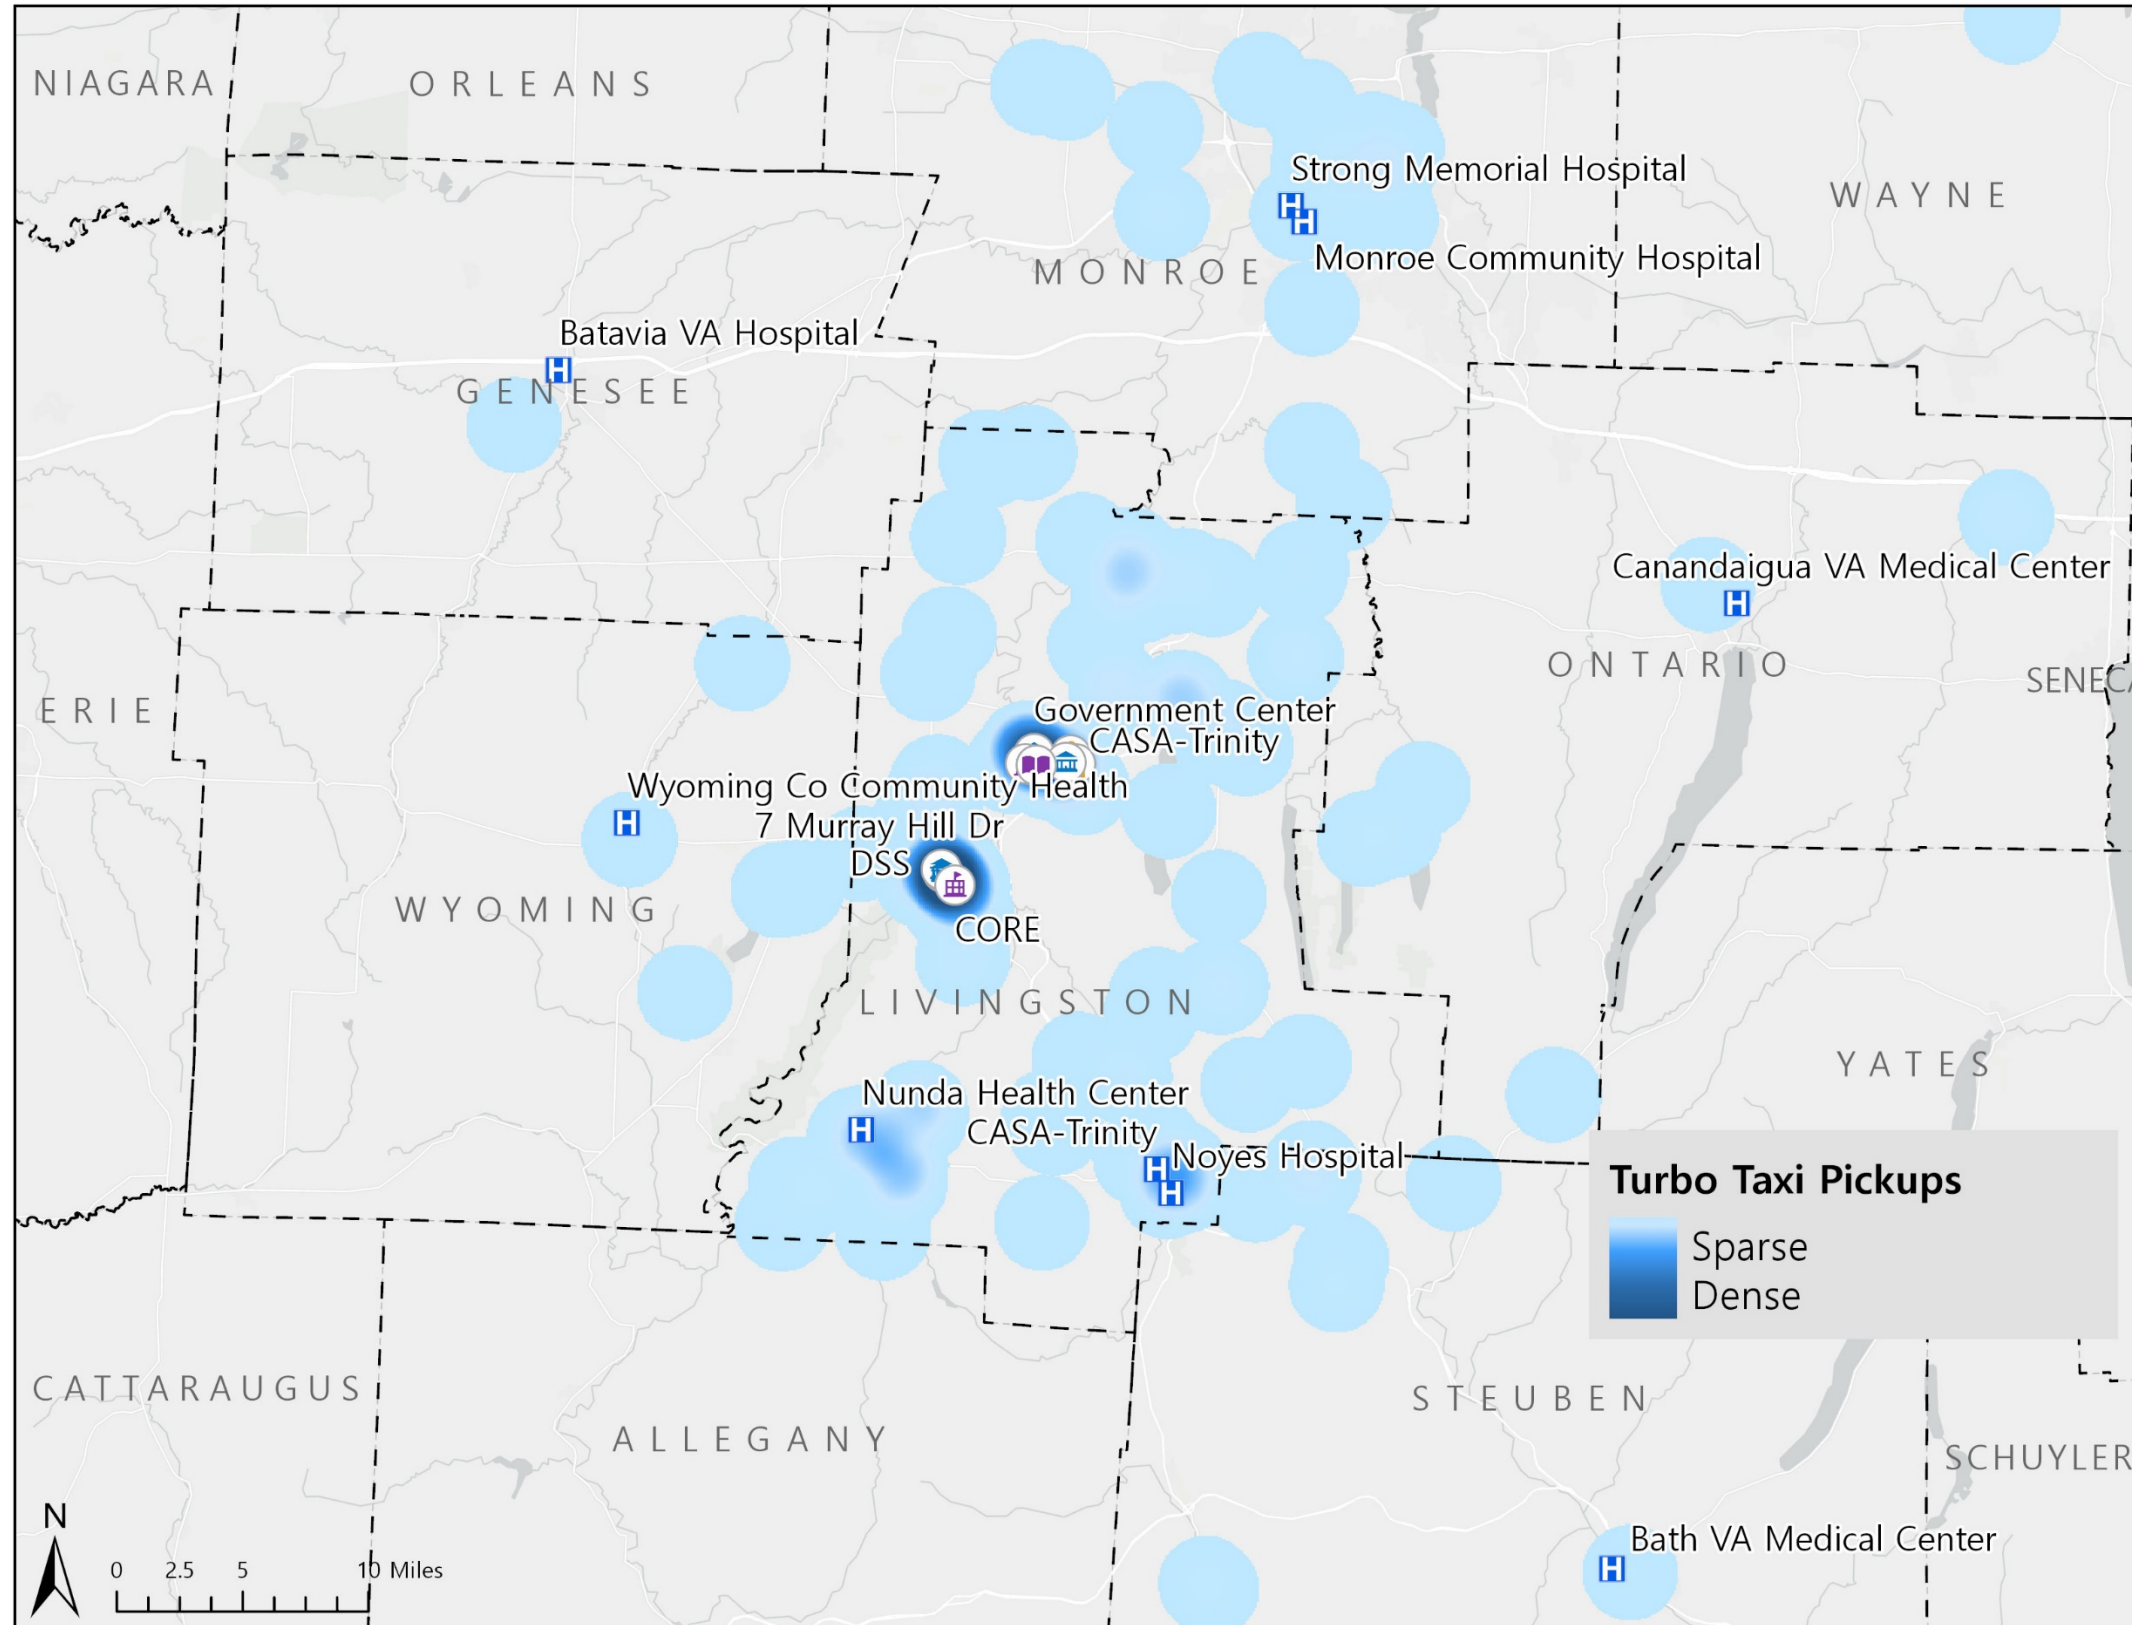 NIAGARA
ORLEANS
Strong Memorial Hospital
WAYNE
H
H
Monroe Community Hospital
MONROE
Batavia VA Hospital
H
GENESEE
Canandaigua VA Medical Center
H
ONTARIO
SENECA
ERIE
Government Center
CASA-Trinity
Wyoming Co Community Health
H
7 Murray Hill Dr
DSS
WYOMING
CORE
LIVINGSTON
YATES
Nunda Health Center
H
CASA-Trinity
Noyes Hospital
H
H
Turbo Taxi Pickups
Sparse
Dense
CATTARAUGUS
STEUBEN
ALLEGANY
SCHUYLER
N
Bath VA Medical Center
H
0 2.5 5 10 Miles